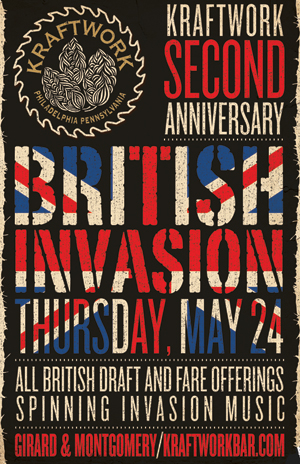 KRAFTWORK
PHILADELPHIA PENNSYLVANIA
KRAFTWORK
SECOND
ANNIVERSARY
BRITISH
INVASION
THURSDAY, MAY 24
ALL BRITISH DRAFT AND FARE OFFERINGS
SPINNING INVASION MUSIC
GIRARD & MONTGOMERY/KRAFTWORKBAR.COM